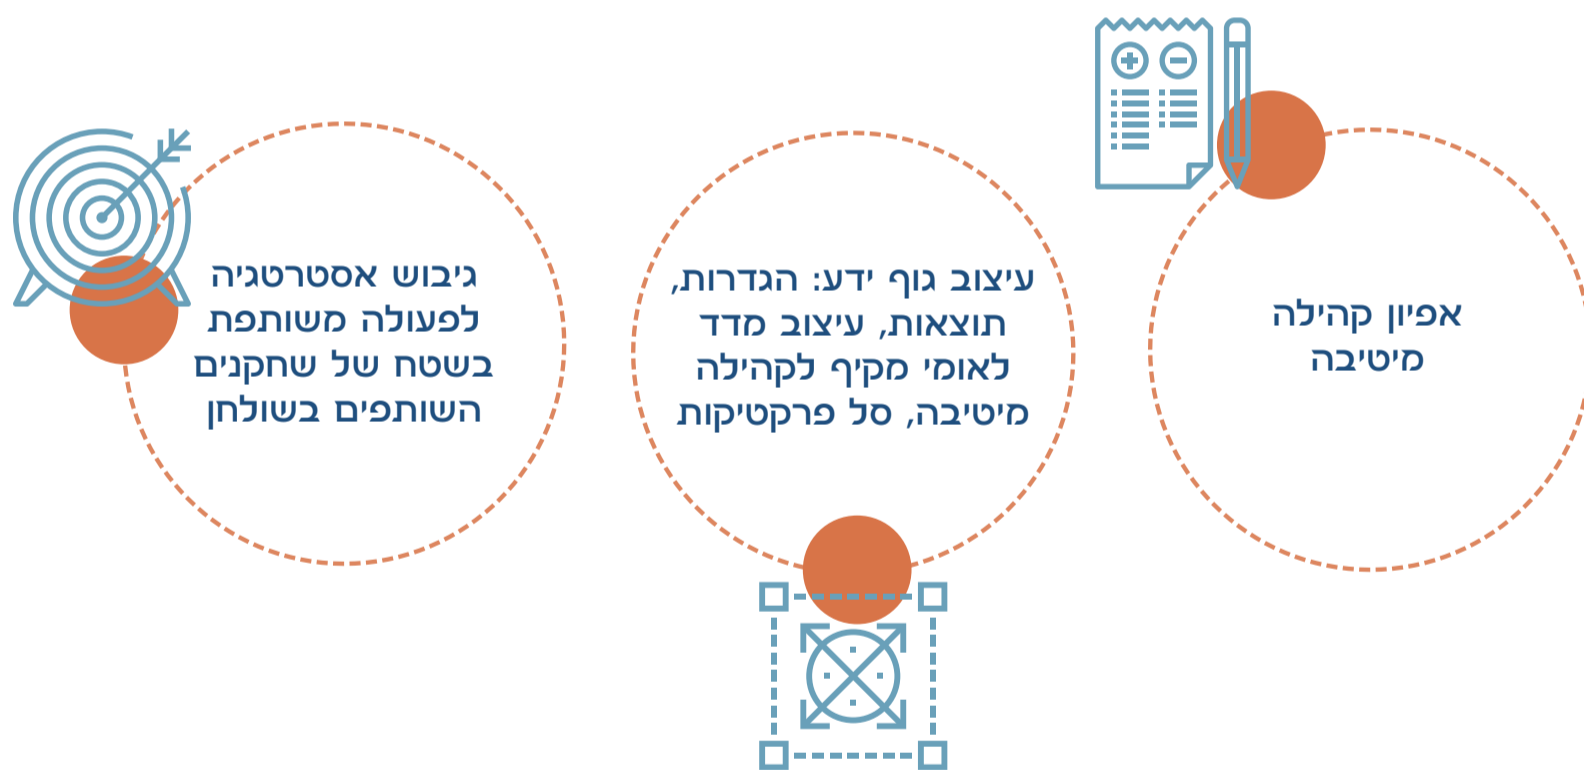 אפיון קהילה
מיטיבה
עיצוב גוף ידע: הגדרות,
תוצאות, עיצוב מדד
לאומי מקיף לקהילה
מיטיבה, סל פרקטיקות
גיבוש אסטרטגיה
לפעולה משותפת
בשטח של שחקנים
השותפים בשולחן